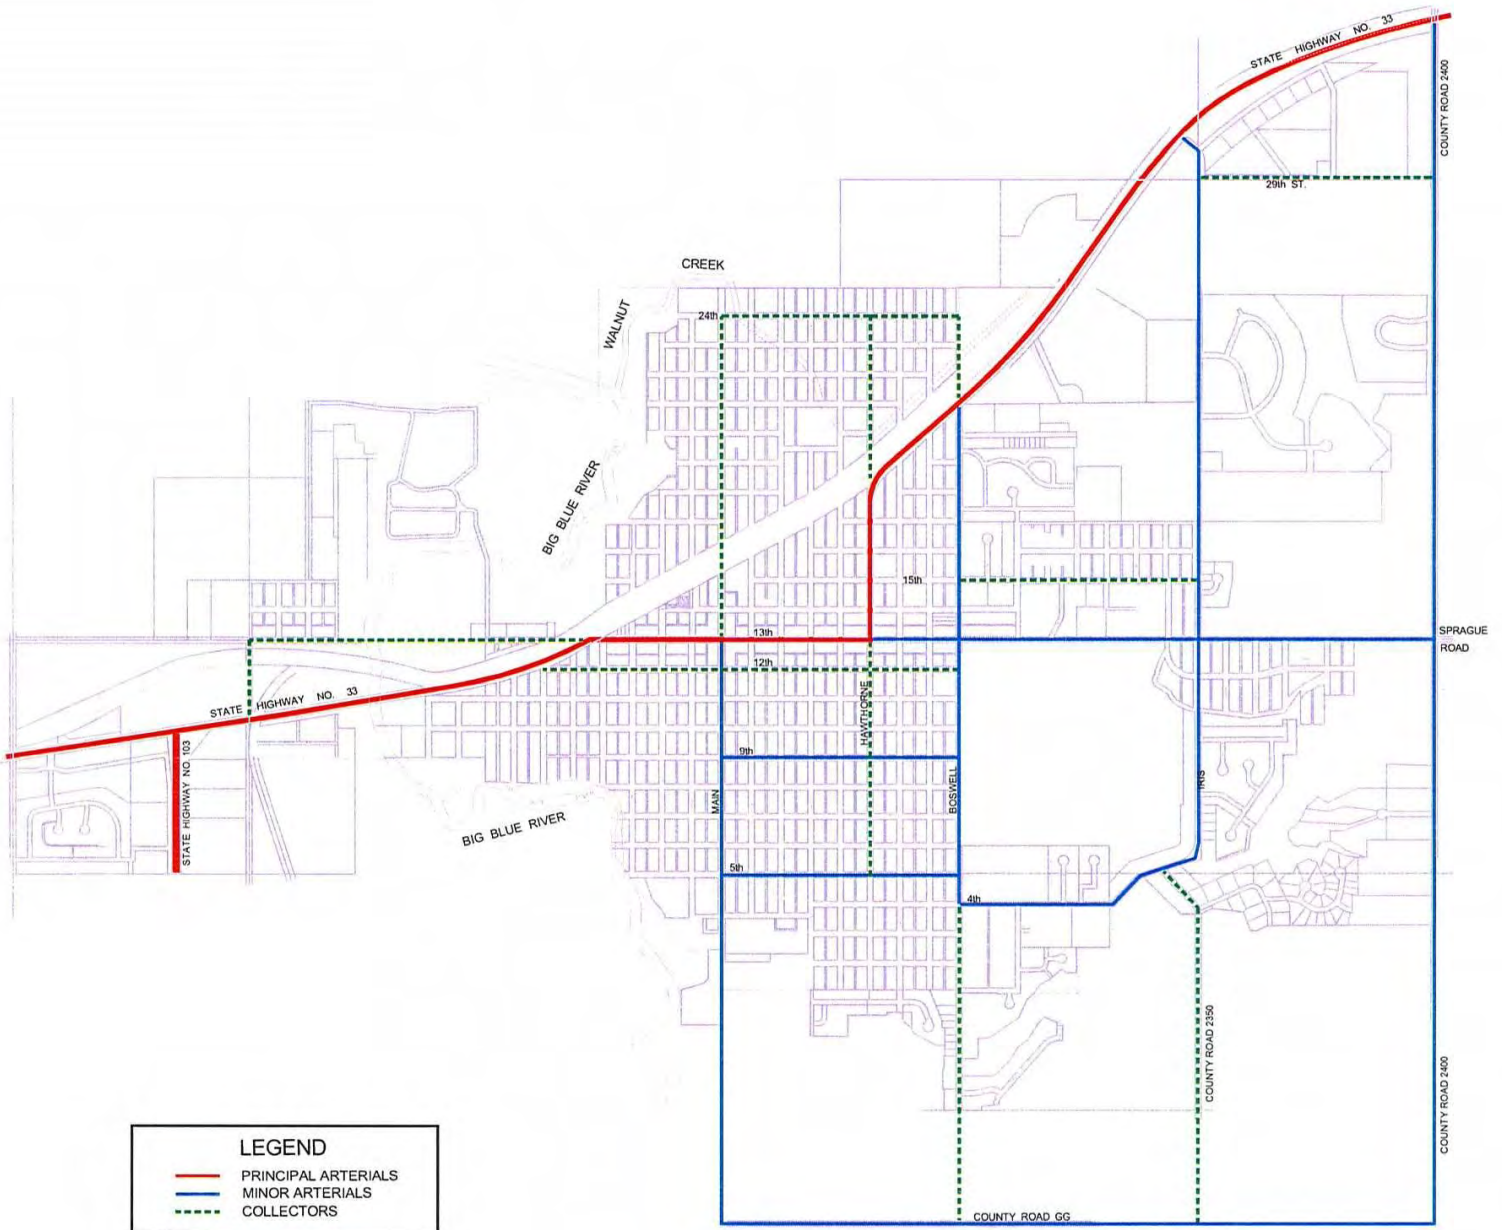 STATE HIGHWAY NO. 33
COUNTY ROAD 2400
29th ST.
CREEK
WALNUT
24th
BIG BLUE RIVER
15th
13th
SPRAGUE
ROAD
12th
STATE HIGHWAY NO. 33
HAWTHORNE
STATE HIGHWAY NO. 103
9th
MAIN
BOSWELL
IRIS
BIG BLUE RIVER
5th
4th
COUNTY ROAD 2350
COUNTY ROAD 2400
LEGEND
PRINCIPAL ARTERIALS
MINOR ARTERIALS
COLLECTORS
COUNTY ROAD GG